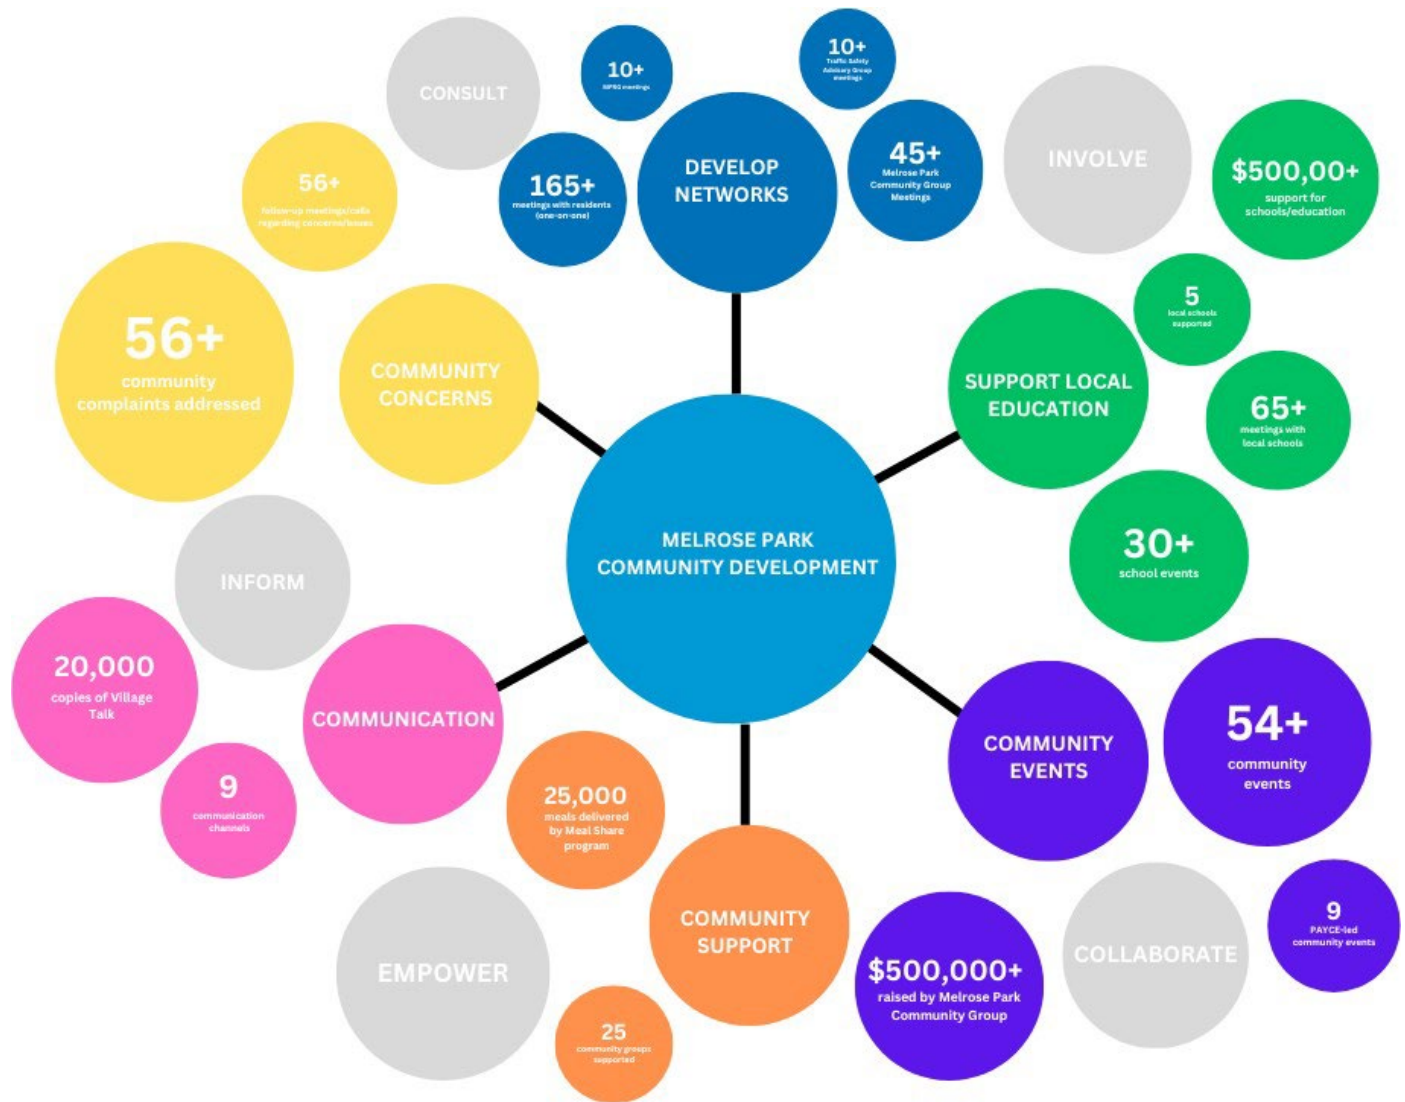 CONSULT
10+
MPRG meetings
10+
Traffic Safety
Advisory Group
meetings
165+
meetings with residents
(one-on-one)
DEVELOP
NETWORKS
45+
Melrose Park
Community Group
Meetings
INVOLVE
$500,00+
support for
schools/education
56+
follow-up meetings/calls
regarding concerns/issues
56+
community
complaints addressed
COMMUNITY
CONCERNS
5
local schools
supported
SUPPORT LOCAL
EDUCATION
65+
meetings with
local schools
30+
school events
MELROSE PARK
COMMUNITY DEVELOPMENT
INFORM
20,000
copies of Village
Talk
COMMUNICATION
9
communication
channels
25,000
meals delivered
by Meal Share
program
COMMUNITY
EVENTS
54+
community
events
EMPOWER
COMMUNITY
SUPPORT
25
community groups
supported
$500,000+
raised by Melrose Park
Community Group
COLLABORATE
9
PAYCE-led
community events